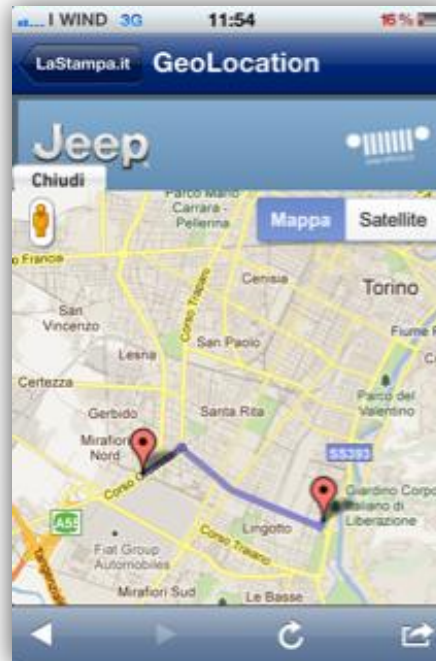 I WIND 3G 11:54 16%
LaStampa.it GeoLocation
Jeep
Chiudi
Parco Mario
Carrara -
Pellerina
Mappa Satellite
Francia
Cenisia
Torino
San
Vincenzo
Corso Trapani
Fiume
San Paolo
Lesna
Certezza
Parco del
Valentino
Gerbido
Santa Rita
Mirafiori
Nord
SS393
Corso
Giardino Corpo
Italiano di
Liberazione
A55
Lingotto
Fiat Group
Automobiles
Corso Traiano
Tangenziale
Mirafiori Sud
Le Basse